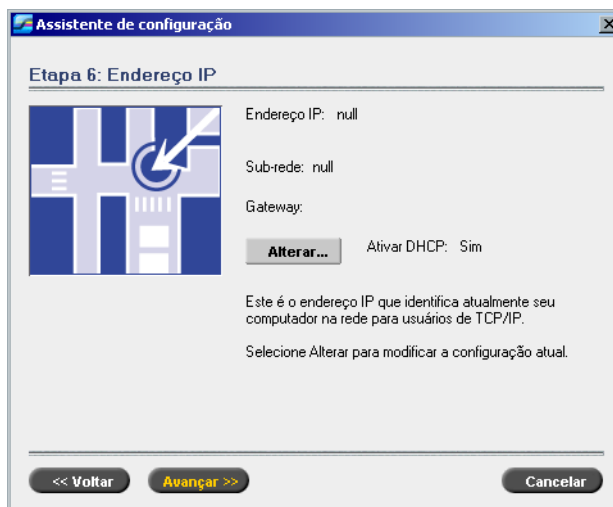 Assistente de configuração
Etapa 6: Endereço IP
Endereço IP: null
Sub-rede: null
Gateway:
Alterar... Ativar DHCP: Sim
Este é o endereço IP que identifica atualmente seu
computador na rede para usuários de TCP/IP.
Selecione Alterar para modificar a configuração atual.
<< Voltar Avançar >> Cancelar